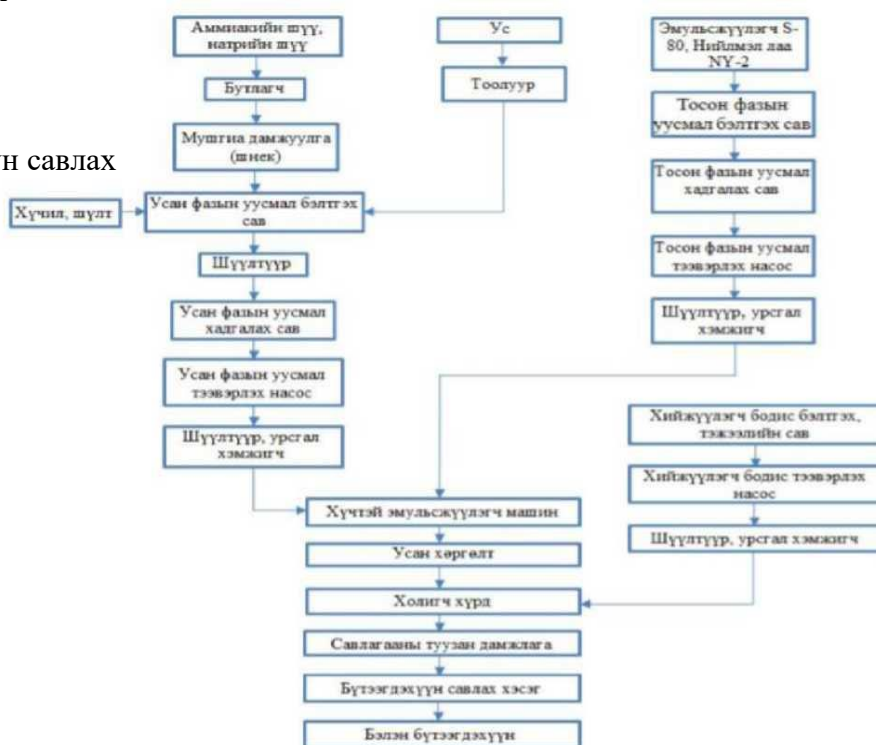 Аммиакийн шүү,
натрийн шүү
Бутлагч
Мушгиа дамжуулга
(шнек)
үн савлах
Хүчил, шүлт
Усан фазын уусмал бэлтгэх
сав
Шүүлтүүр
Усан фазын уусмал
хадгалах сав
Усан фазын уусмал
тээвэрлэх насос
Шүүлтүүр, урсгал
хэмжигч
Ус
Тоолуур
Эмульсжүүлэгч S-
80, Нийлмэл лаа
NY-2
Тосон фазын
уусмал бэлтгэх сав
Тосон фазын уусмал
хадгалах сав
Тосон фазын уусмал
тээвэрлэх насос
Шүүлтүүр, урсгал
хэмжигч
Хийжүүлэгч бодис бэлтгэх,
тэжээлийн сав
Хийжүүлэгч бодис тээвэрлэх
насос
Шүүлтүүр, урсгал хэмжигч
Хүчтэй эмульсжүүлэгч машин
Усан хөргөлт
Холигч хүрд
Савлагааны туузан дамжлага
Бүтээгдэхүүн савлах хэсэг
Бэлэн бүтээгдэхүүн